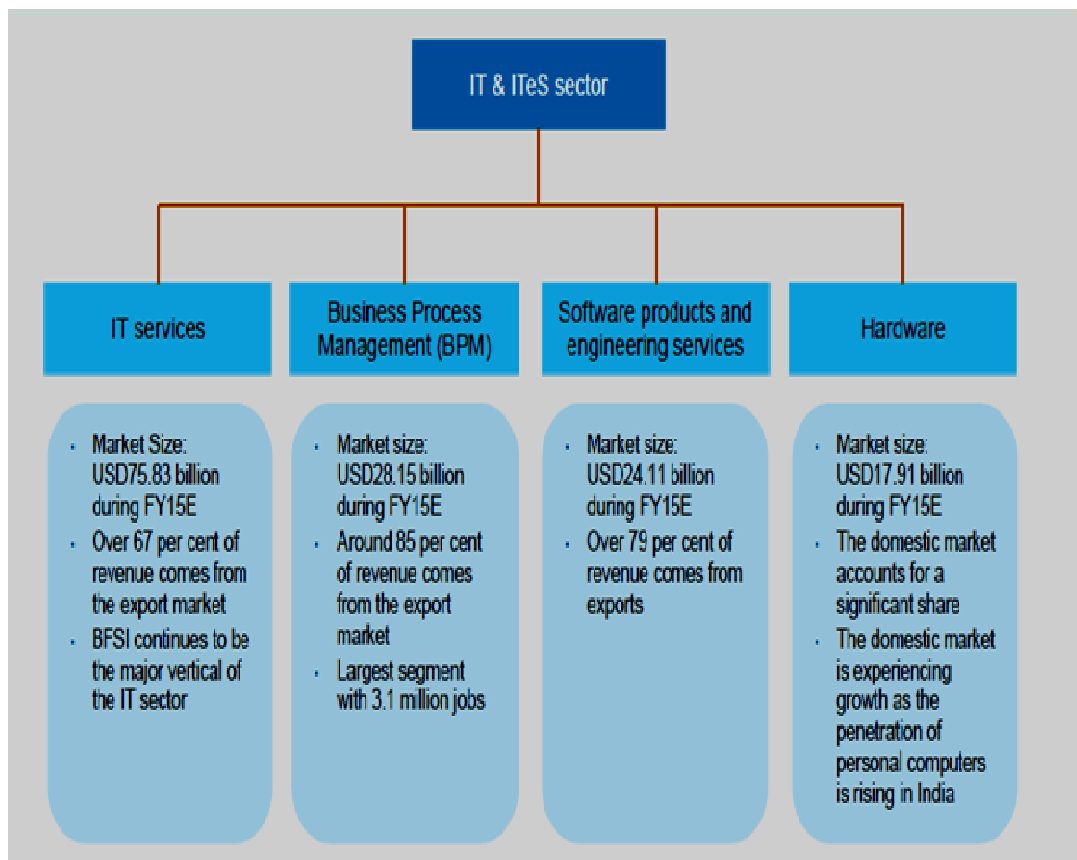 IT & ITeS sector
IT services
Business Process
Management (BPM)
Software products and
engineering services
Hardware
· Market Size:
USD75.83 billion
during FY15E
· Over 67 per cent of
revenue comes from
the export market
· BFSI continues to be
the major vertical of
the IT sector
· Market size:
USD28.15 billion
during FY15E
· Around 85 per cent
of revenue comes
from the export
market
· Largest segment
with 3.1 million jobs
· Market size:
USD24.11 billion
during FY15E
· Over 79 per cent of
revenue comes from
exports
· Market size:
USD17.91 billion
during FY15E
· The domestic market
accounts for a
significant share
· The domestic market
is experiencing
growth as the
penetration of
personal computers
is rising in India